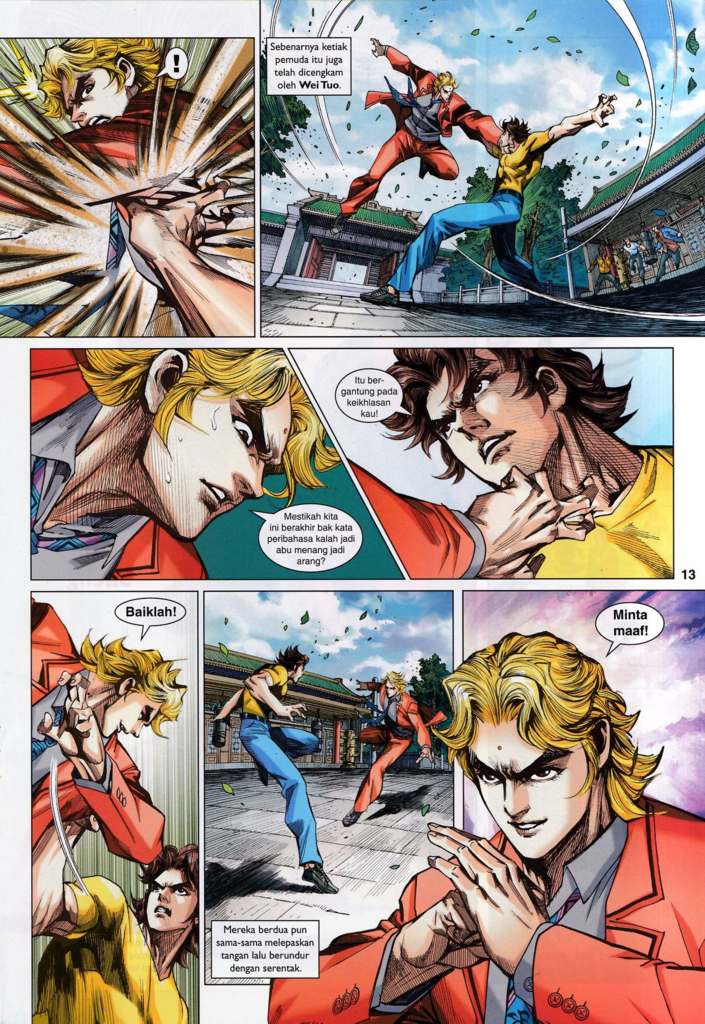 !
Sebenarnya ketiak
pemuda itu juga
telah dicengkam
oleh Wei Tuo.
Mestikah kita
ini berakhir bak kata
peribahasa kalah jadi
abu menang jadi
arang?
Itu ber-
gantung pada
keikhlasan
kau!
13
Baiklah!
Mereka berdua pun
sama-sama melepaskan
tangan lalu berundur
dengan serentak.
Minta
maaf!